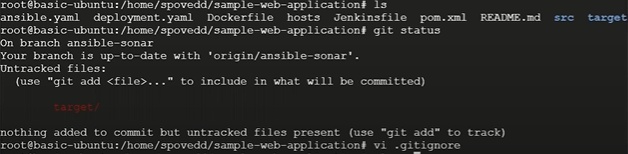 root@basic-ubuntu:/home/spovedd/sample-web-application# ls
ansible.yaml deployment.yaml Dockerfile hosts Jenkinsfile pom.xml README.md src target
root@basic-ubuntu:/home/spovedd/sample-web-application# git status
On branch ansible-sonar
Your branch is up-to-date with 'origin/ansible-sonar'.
Untracked files:
(use "git add <file>..." to include in what will be committed)
target/
nothing added to commit but untracked files present (use "git add" to track)
root@basic-ubuntu:/home/spovedd/sample-web-application# vi .gitignore